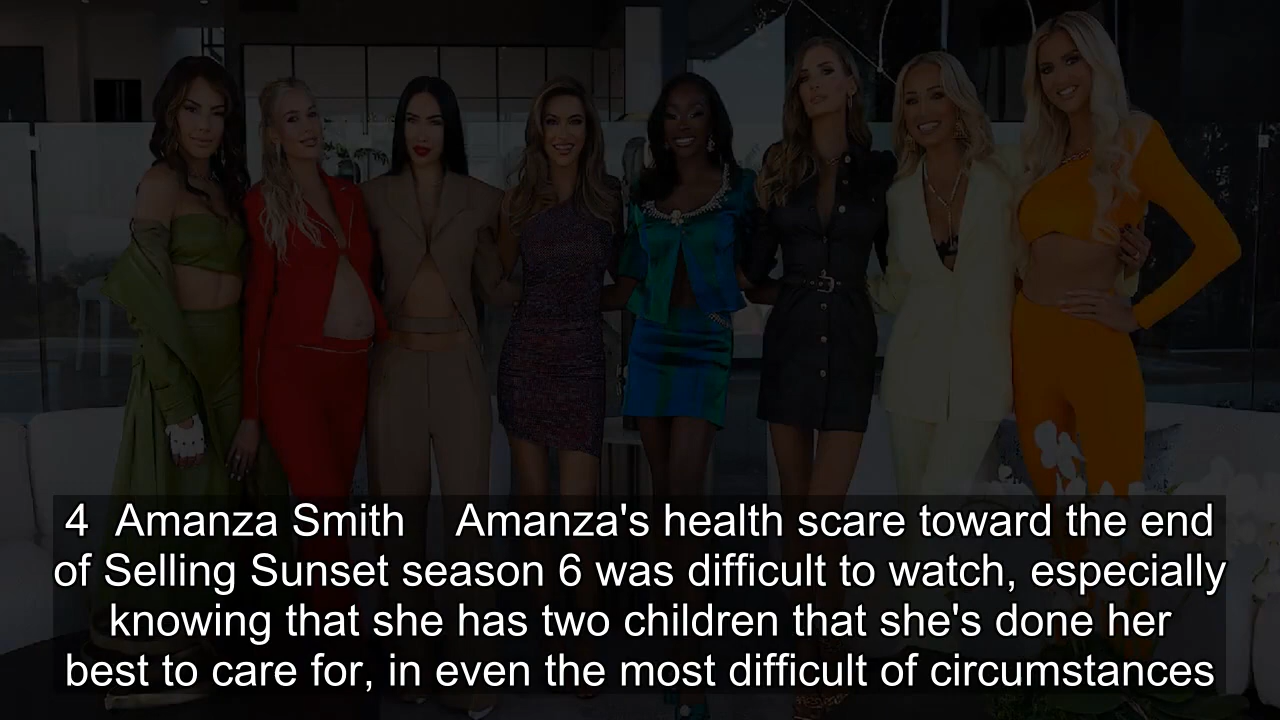 4  Amanza Smith    Amanza's health scare toward the end
of Selling Sunset season 6 was difficult to watch, especially
knowing that she has two children that she's done her
best to care for, in even the most difficult of circumstances